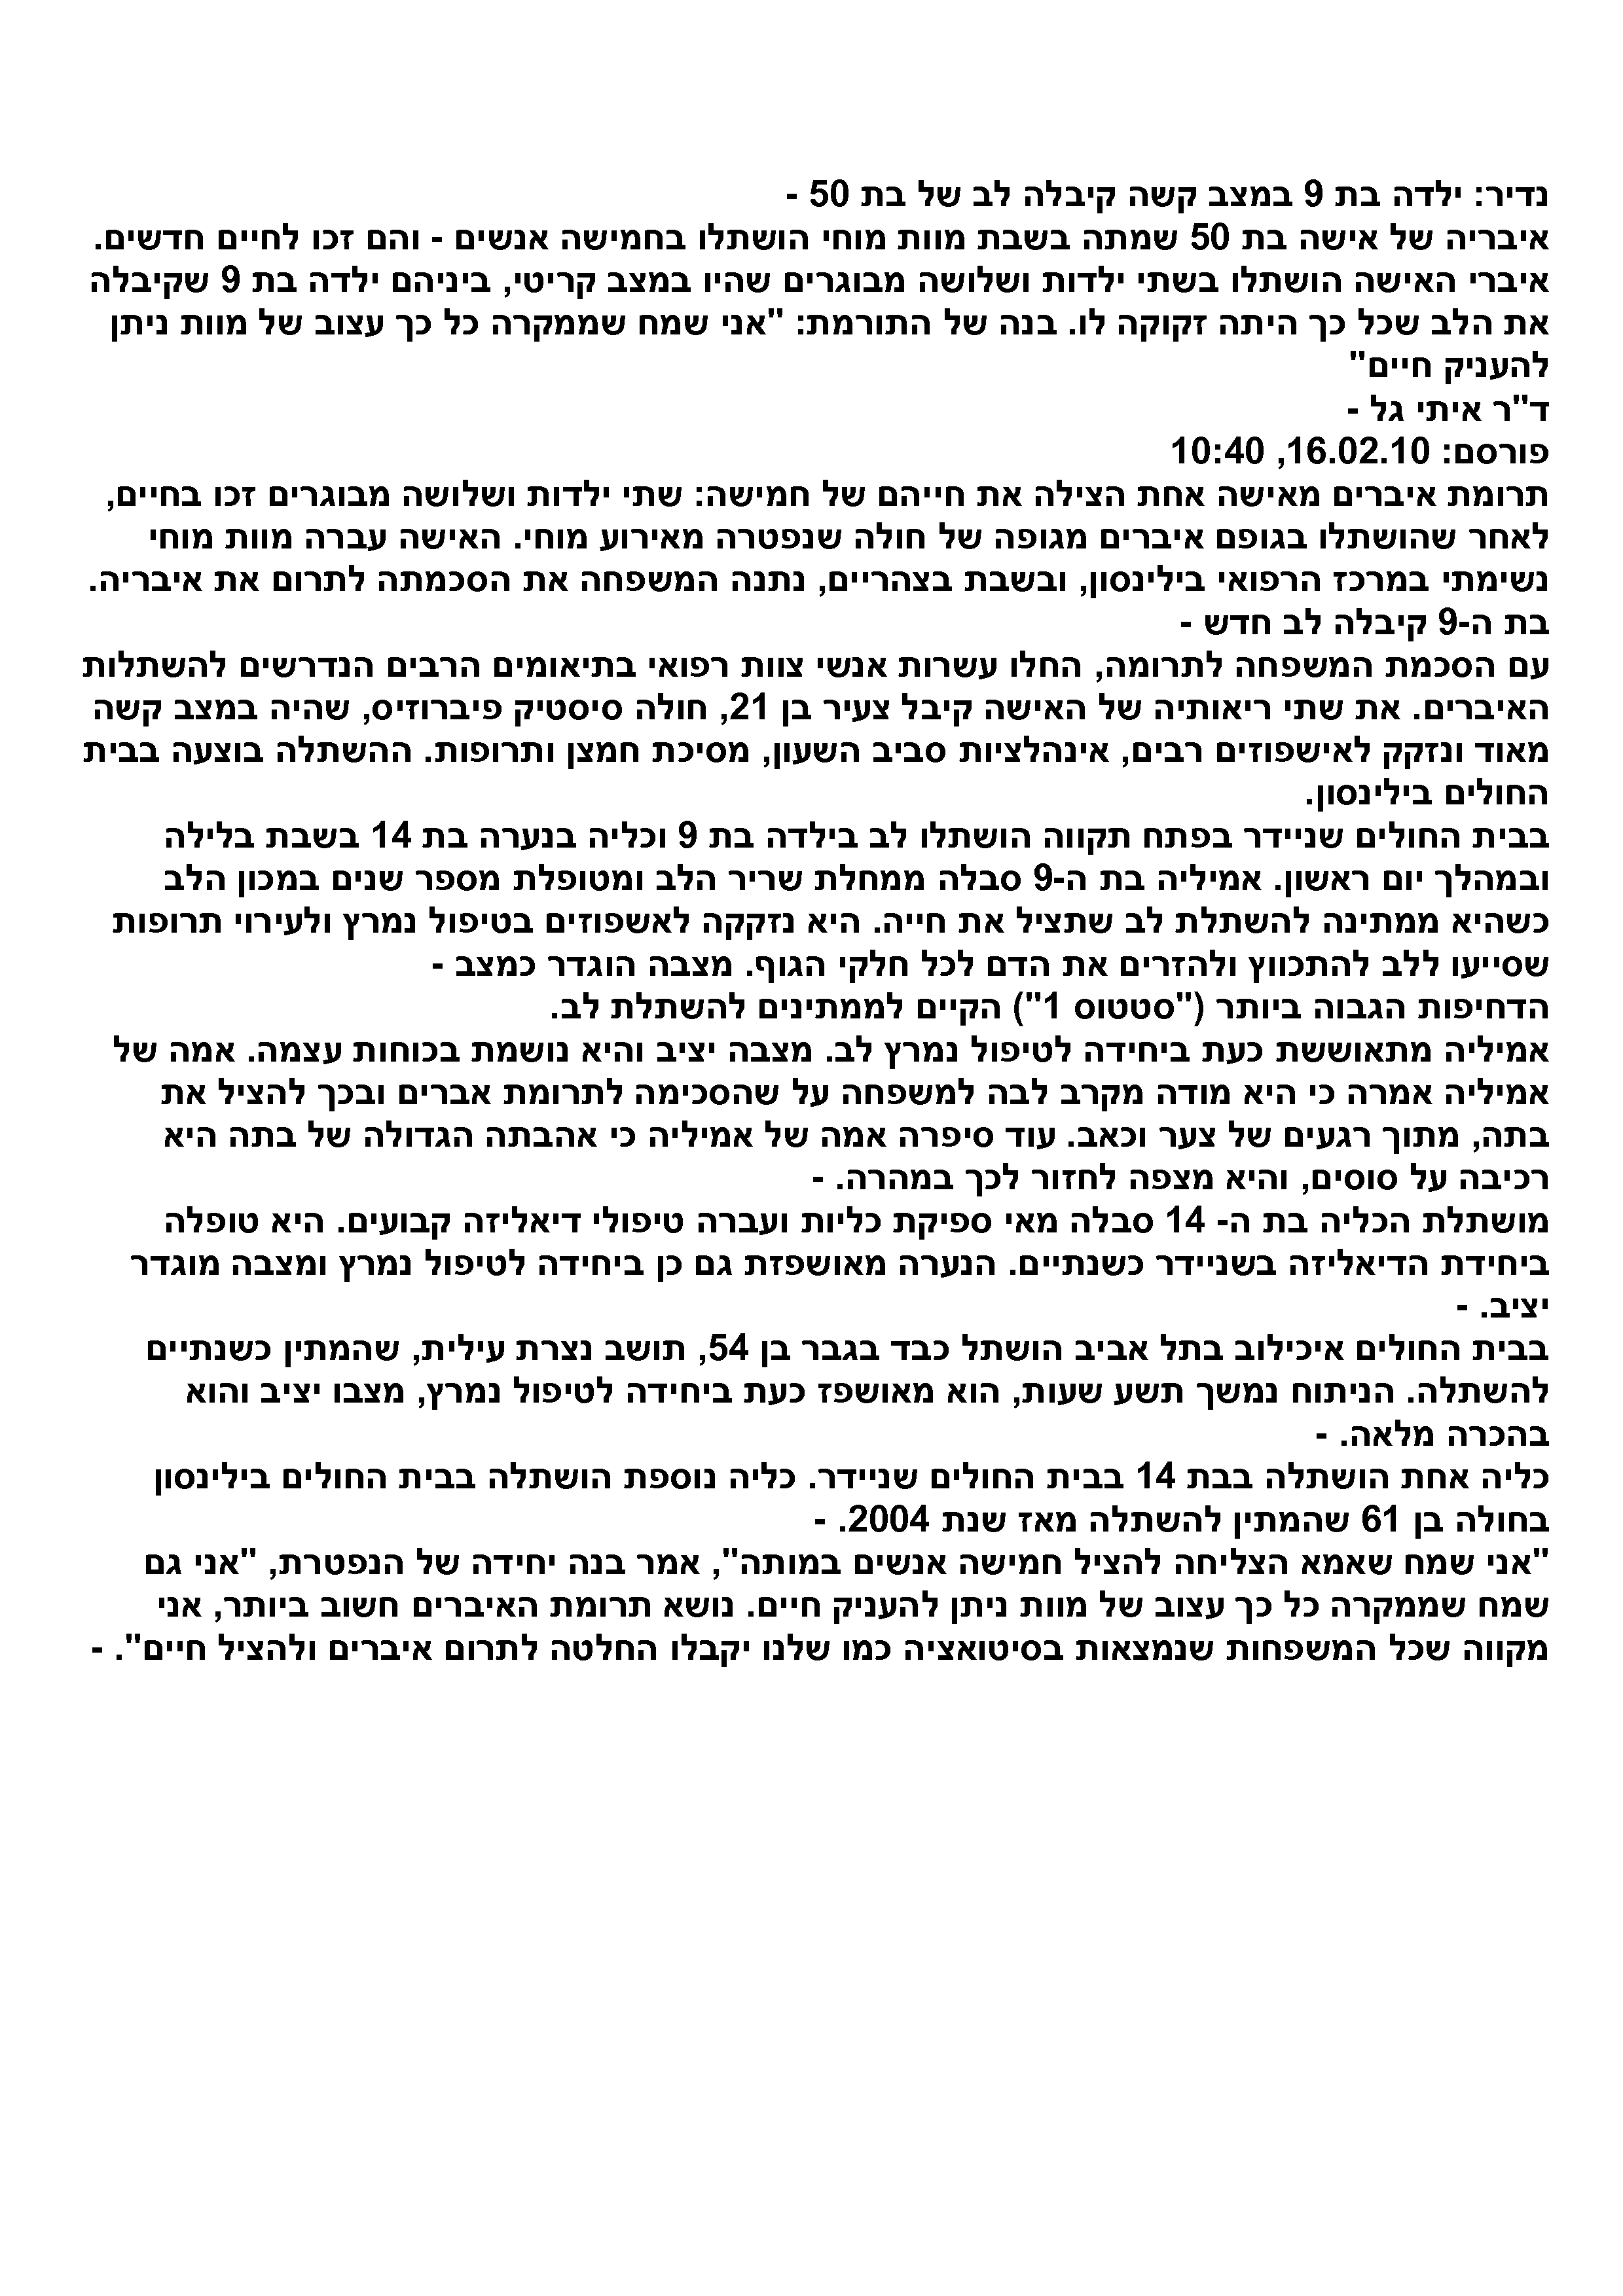 נדיר: ילדה בת 9 במצב קשה קיבלה לב של בת 50 -
איבריה של אישה בת 50 שמתה בשבת מוות מוחי הושתלו בחמישה אנשים - והם זכו לחיים חדשים.
איברי האישה הושתלו בשתי ילדות ושלושה מבוגרים שהיו במצב קריטי, ביניהם ילדה בת 9 שקיבלה
את הלב שכל כך היתה זקוקה לו. בנה של התורמת: "אני שמח שממקרה כל כך עצוב של מוות ניתן
להעניק חיים"
ד"ר איתי גל -
פורסם: 16.02.10, 10:40
תרומת איברים מאישה אחת הצילה את חייהם של חמישה: שתי ילדות ושלושה מבוגרים זכו בחיים,
לאחר שהושתלו בגופם איברים מגופה של חולה שנפטרה מאירוע מוחי. האישה עברה מוות מוחי
נשימתי במרכז הרפואי בילינסון, ובשבת בצהריים, נתנה המשפחה את הסכמתה לתרום את איבריה.
בת ה-9 קיבלה לב חדש -
עם הסכמת המשפחה לתרומה, החלו עשרות אנשי צוות רפואי בתיאומים הרבים הנדרשים להשתלות
האיברים. את שתי ריאותיה של האישה קיבל צעיר בן 21, חולה סיסטיק פיברוזיס, שהיה במצב קשה
מאוד ונזקק לאישפוזים רבים, אינהלציות סביב השעון, מסיכת חמצן ותרופות. ההשתלה בוצעה בבית
החולים בילינסון.
בבית החולים שניידר בפתח תקווה הושתלו לב בילדה בת 9 וכליה בנערה בת 14 בשבת בלילה
ובמהלך יום ראשון. אמיליה בת ה-9 סבלה ממחלת שריר הלב ומטופלת מספר שנים במכון הלב
כשהיא ממתינה להשתלת לב שתציל את חייה. היא נזקקה לאשפוזים בטיפול נמרץ ולעירוי תרופות
שסייעו ללב להתכווץ ולהזרים את הדם לכל חלקי הגוף. מצבה הוגדר כמצב -
הדחיפות הגבוה ביותר ("סטטוס 1") הקיים לממתינים להשתלת לב.
אמיליה מתאוששת כעת ביחידה לטיפול נמרץ לב. מצבה יציב והיא נושמת בכוחות עצמה. אמה של
אמיליה אמרה כי היא מודה מקרב לבה למשפחה על שהסכימה לתרומת אברים ובכך להציל את
בתה, מתוך רגעים של צער וכאב. עוד סיפרה אמה של אמיליה כי אהבתה הגדולה של בתה היא
רכיבה על סוסים, והיא מצפה לחזור לכך במהרה. -
מושתלת הכליה בת ה- 14 סבלה מאי ספיקת כליות ועברה טיפולי דיאליזה קבועים. היא טופלה
ביחידת הדיאליזה בשניידר כשנתיים. הנערה מאושפזת גם כן ביחידה לטיפול נמרץ ומצבה מוגדר
יציב. -
בבית החולים איכילוב בתל אביב הושתל כבד בגבר בן 54, תושב נצרת עילית, שהמתין כשנתיים
להשתלה. הניתוח נמשך תשע שעות, הוא מאושפז כעת ביחידה לטיפול נמרץ, מצבו יציב והוא
בהכרה מלאה. -
כליה אחת הושתלה בבת 14 בבית החולים שניידר. כליה נוספת הושתלה בבית החולים בילינסון
בחולה בן 61 שהמתין להשתלה מאז שנת 2004. -
"אני שמח שאמא הצליחה להציל חמישה אנשים במותה", אמר בנה יחידה של הנפטרת, "אני גם
שמח שממקרה כל כך עצוב של מוות ניתן להעניק חיים. נושא תרומת האיברים חשוב ביותר, אני
מקווה שכל המשפחות שנמצאות בסיטואציה כמו שלנו יקבלו החלטה לתרום איברים ולהציל חיים". -